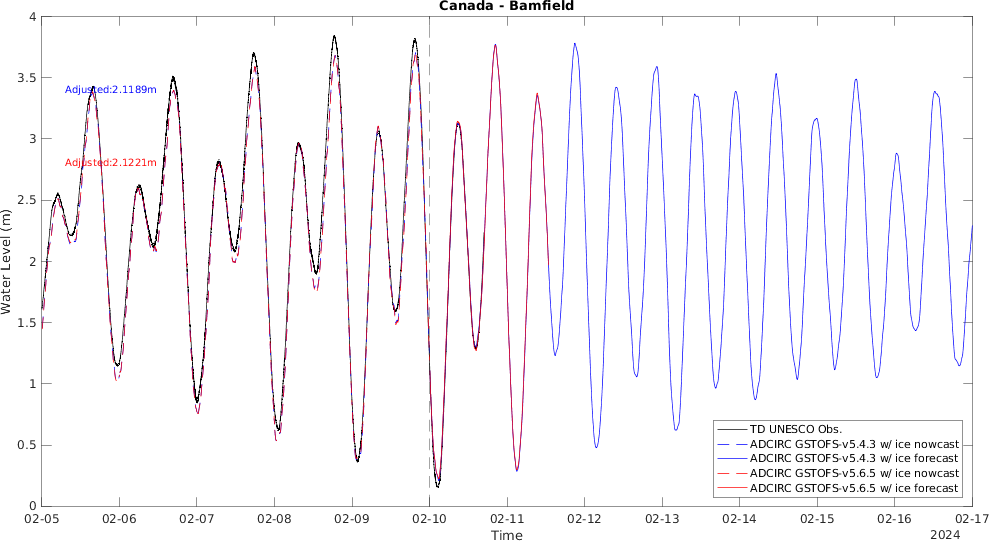 Canada - Bamfield
Water Level (m)
4
3.5
3
2.5
2
1.5
1
0.5
0
Adjusted:2.1189m
Adjusted:2.1221m
TD UNESCO Obs.
ADCIRC GSTOFS-v5.4.3 w/ ice nowcast
ADCIRC GSTOFS-v5.4.3 w/ ice forecast
ADCIRC GSTOFS-v5.6.5 w/ ice nowcast
ADCIRC GSTOFS-v5.6.5 w/ ice forecast
02-05 02-06 02-07 02-08 02-09 02-10 02-11 02-12 02-13 02-14 02-15 02-16 02-17
Time
2024